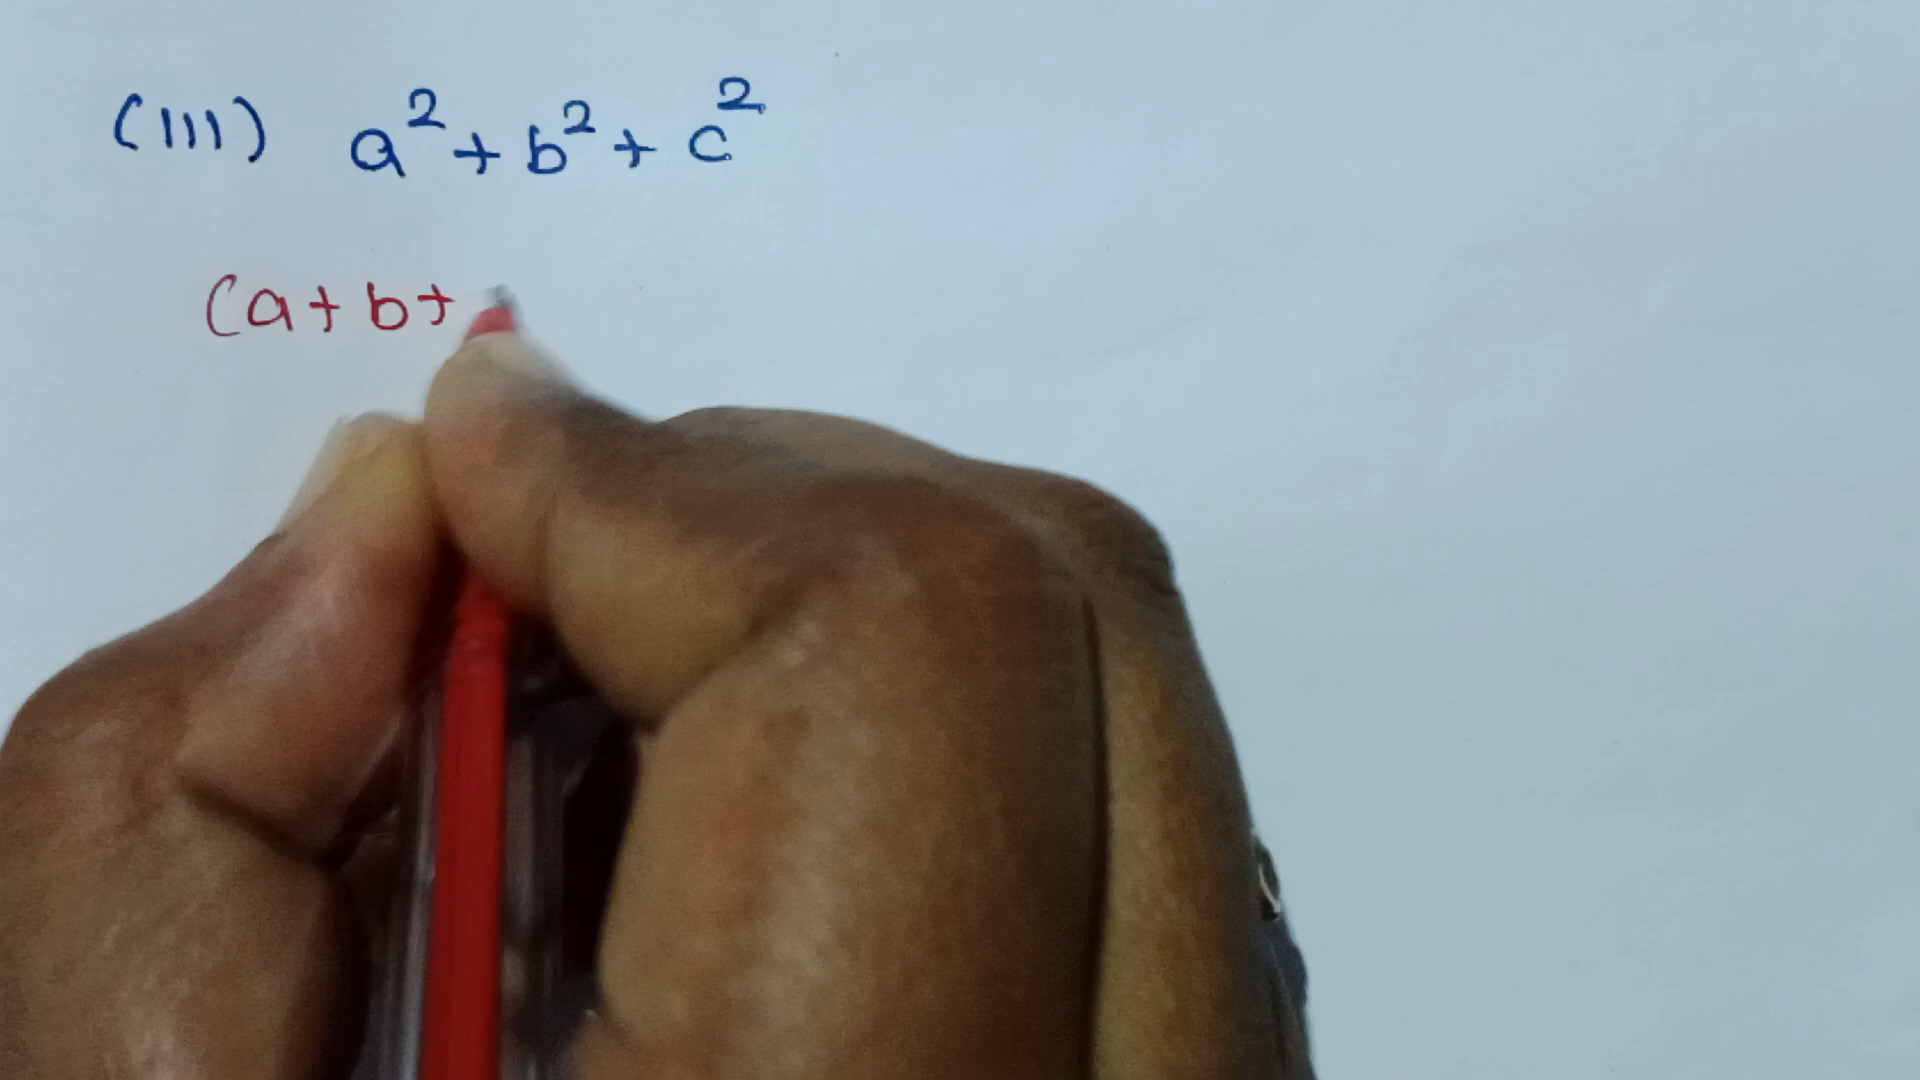 (III) a² + b² + c²
(a + b +